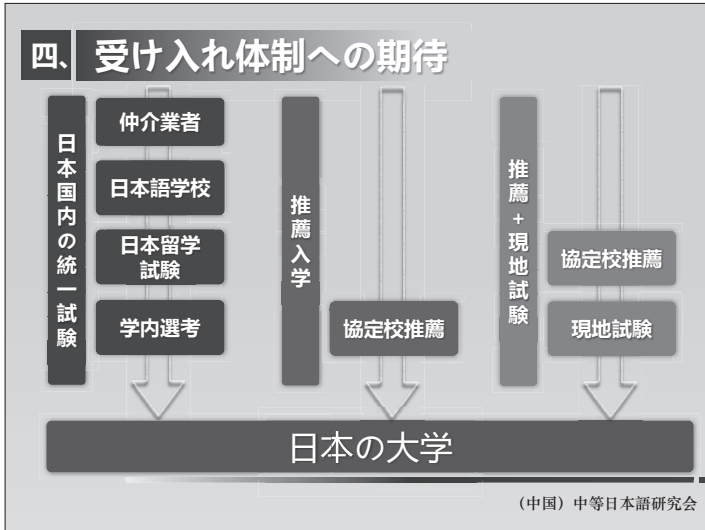 四、受け入れ体制への期待
日本国内の統一試験
仲介業者
日本語学校
日本留学
試験
学内選考
推薦入学
協定校推薦
推薦+現地試験
協定校推薦
現地試験
日本の大学
(中国) 中等日本語研究会